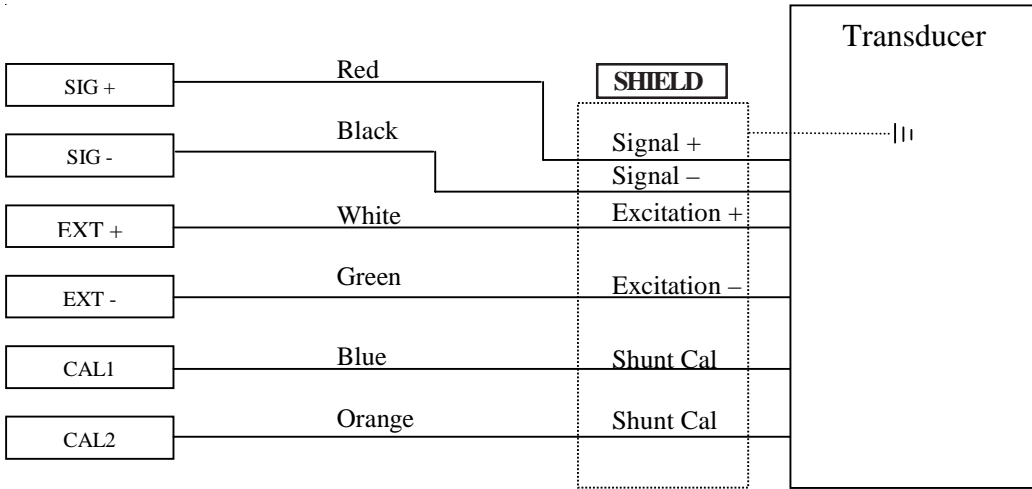 Transducer
Red
SHIELD
SIG +
Black
Signal +
SIG -
Signal –
White
Excitation +
EXT +
Green
Excitation –
EXT -
Blue
Shunt Cal
CAL1
Orange
Shunt Cal
CAL2